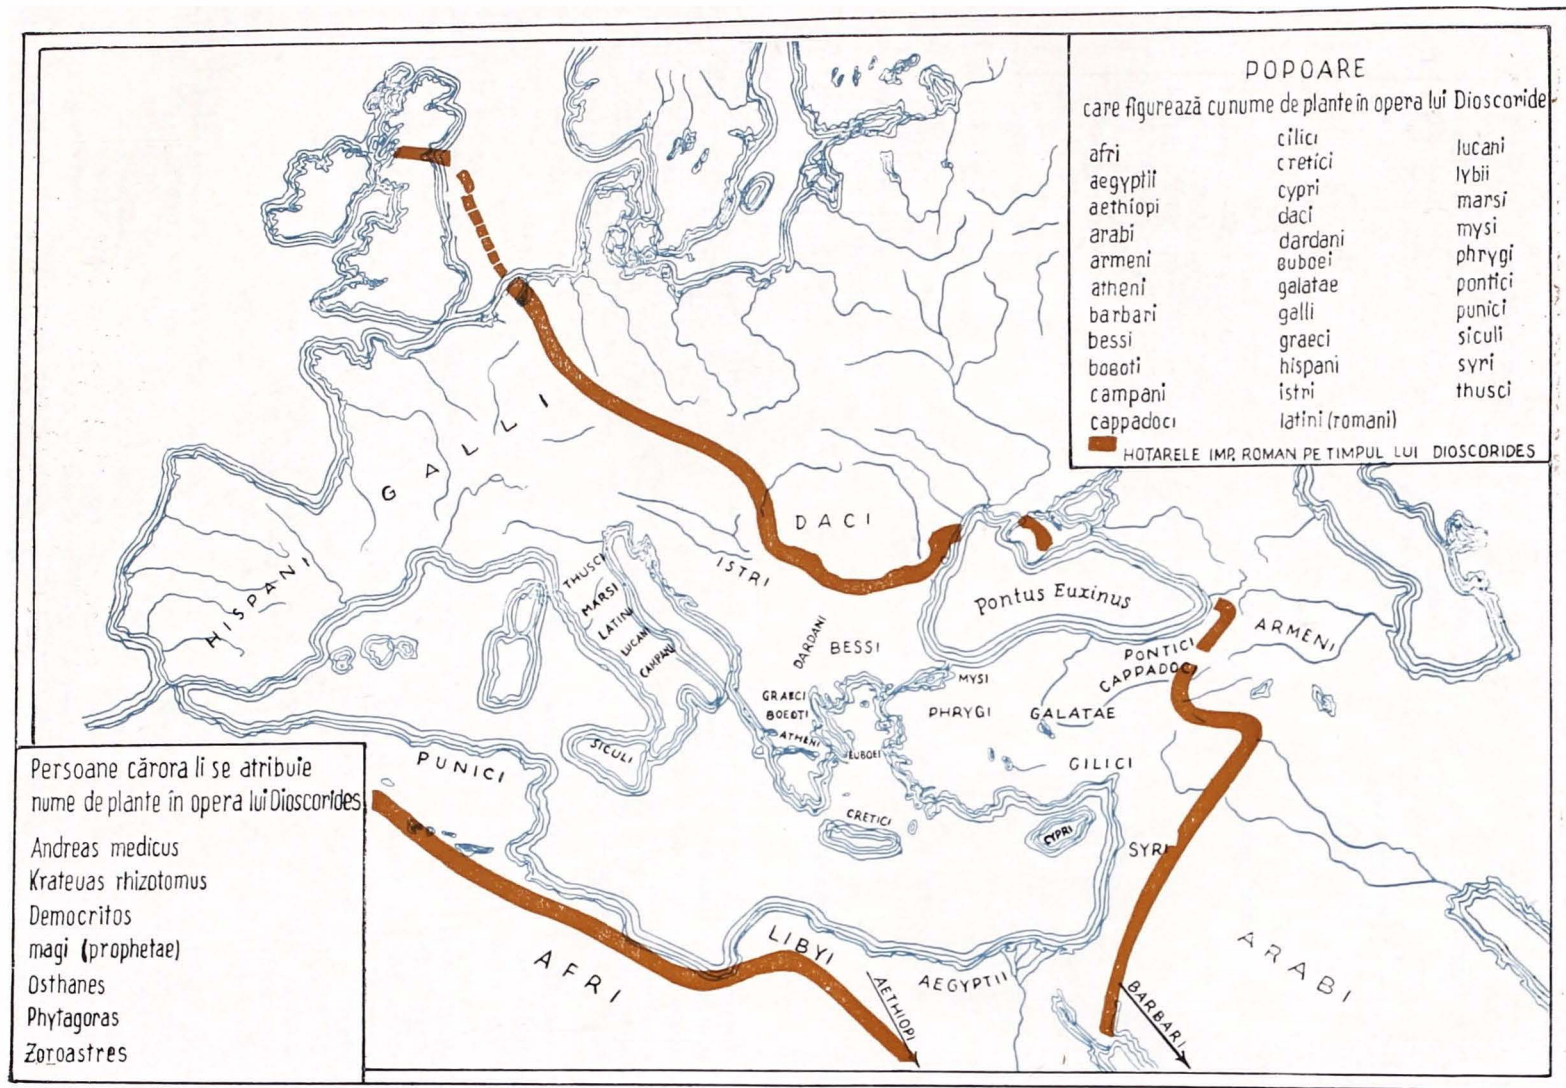 POPOARE
care figurează cu nume de plante în opera lui Dioscoride
afri
aegyptii
aethiopi
arabi
armeni
atheni
barbari
bessi
boeoti
campani
cappadoci
cilici
cretici
cypri
daci
dardani
euboei
galatae
galli
graeci
hispani
istri
latini (romani)
lucani
lybii
marsi
mysi
phrygi
pontici
punici
siculi
syri
thusci
HOTARELE IMP. ROMAN PE TIMPUL LUI DIOSCORIDES
GALLI
HISPANI
DACI
ISTRI
THUSCI
MARSI
LATINI
LUCANI
CAMPANI
DARDANI
BESSI
Pontus Euxinus
ARMENI
PONTICI
CAPPADOCI
MYSI
PHRYGI
GALATAE
GRAECI
BOEOTI
ATHENI
EUBOEI
SICULI
PUNICI
GILICI
CRETICI
CYPRI
SYRI
AFRI
LIBYI
AETHIOPI
AEGYPTII
BARBARI
ARABI
Persoane cărora li se atribuie
nume de plante în opera lui Dioscorides
Andreas medicus
Krateuas rhizotomus
Democritos
magi (prophetae)
Osthanes
Phytagoras
Zoroastres